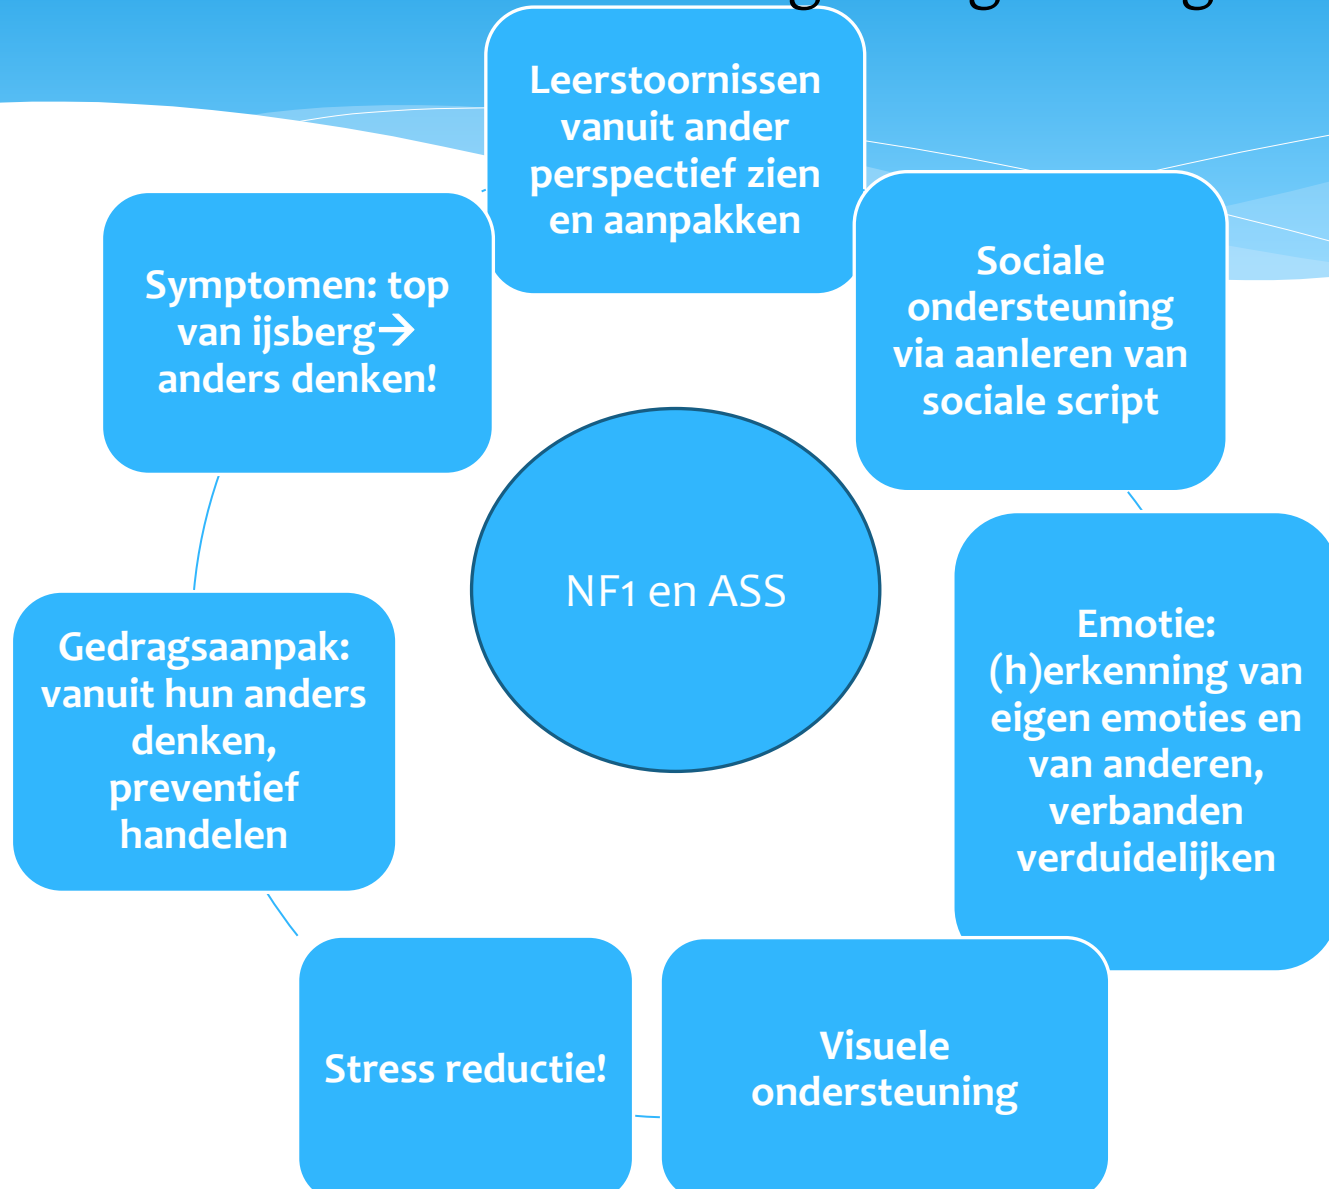 Leerstoornissen
vanuit ander
perspectief zien
en aanpakken
Sociale
ondersteuning
via aanleren van
sociale script
Emotie:
(h)erkenning van
eigen emoties en
van anderen,
verbanden
verduidelijken
Visuele
ondersteuning
Stress reductie!
Gedragsaanpak:
vanuit hun anders
denken,
preventief
handelen
Symptomen: top
van ijsberg→
anders denken!
NF1 en ASS